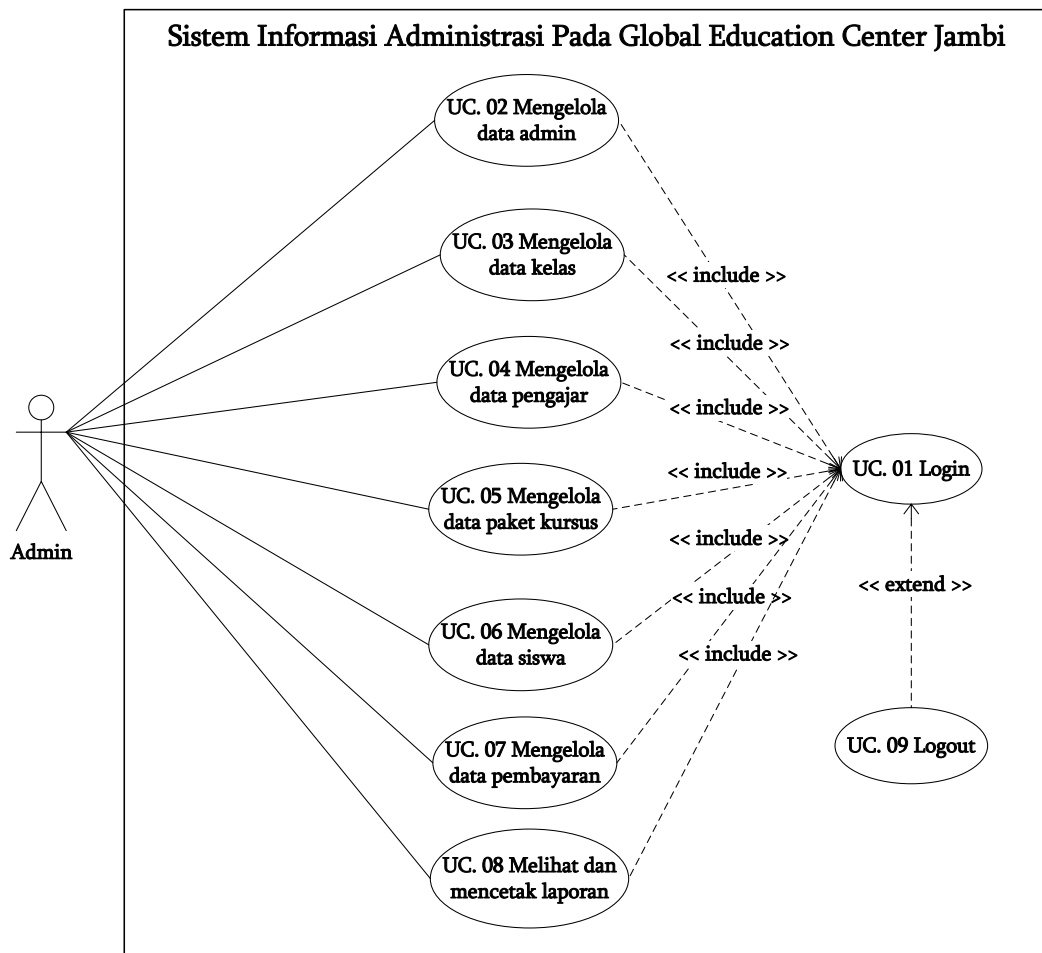 Sistem Informasi Administrasi Pada Global Education Center Jambi
UC. 02 Mengelola
data admin
UC. 03 Mengelola
data kelas
<< include >>
<< include >>
UC. 04 Mengelola
data pengajar
<< include >>
UC. 01 Login
<< include >>
UC. 05 Mengelola
data paket kursus
Admin
<< include >>
<< extend >>
<< include >>
UC. 06 Mengelola
data siswa
<< include >>
UC. 09 Logout
UC. 07 Mengelola
data pembayaran
UC. 08 Melihat dan
mencetak laporan